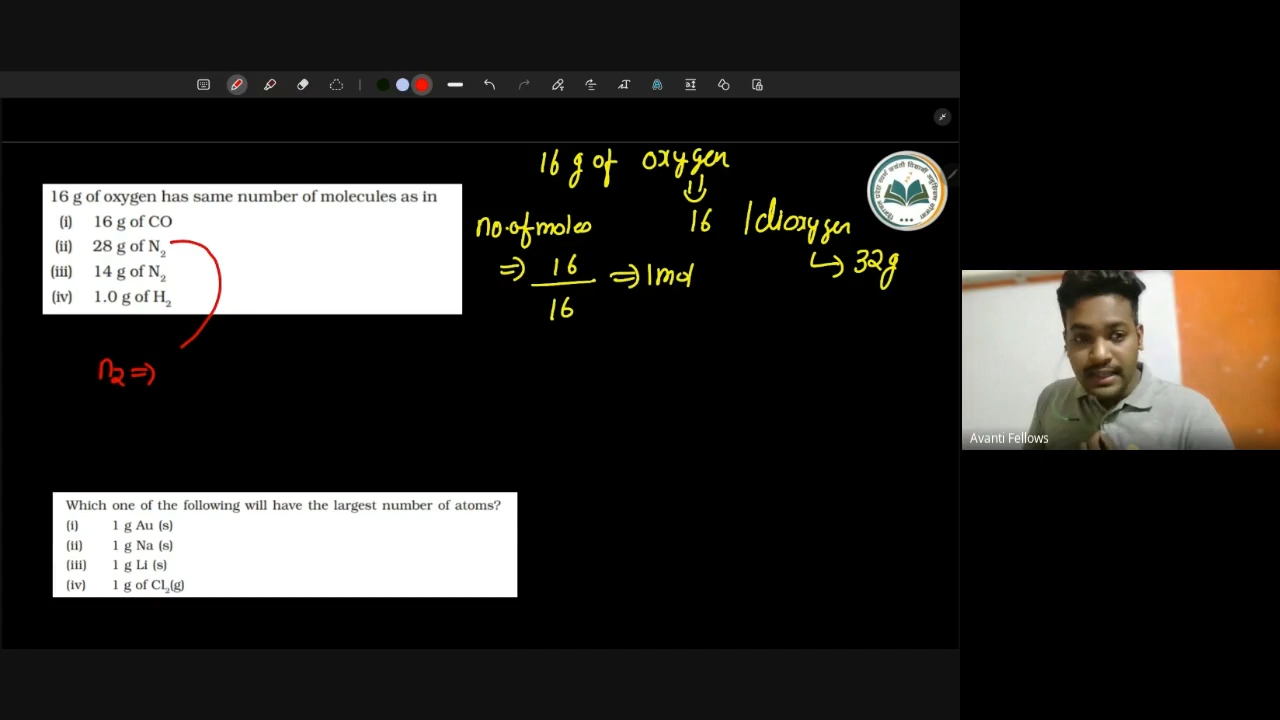 16 g of oxygen
16 g of oxygen has same number of molecules as in
(i) 16 g of CO
(ii) 28 g of N₂
(iii) 14 g of N₂
(iv) 1.0 g of H₂
no. of moles
⇒ 16/16 ⇒ 1 mol
16
1 dioxygen
↳ 32g
n₂ ⇒
Which one of the following will have the largest number of atoms?
(i) 1 g Au (s)
(ii) 1 g Na (s)
(iii) 1 g Li (s)
(iv) 1 g of Cl₂(g)
Avanti Fellows